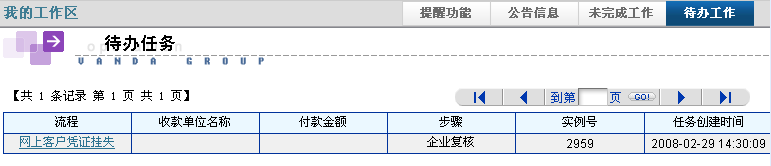 我的工作区 提醒功能 公告信息 未完成工作 待办工作
待办任务
VANDA GROUP
【共 1 条记录 第 1 页 共 1 页】 到第 页 GO!
流程 收款单位名称 付款金额 步骤 实例号 任务创建时间
网上客户凭证挂失 企业复核 2959 2008-02-29 14:30:09